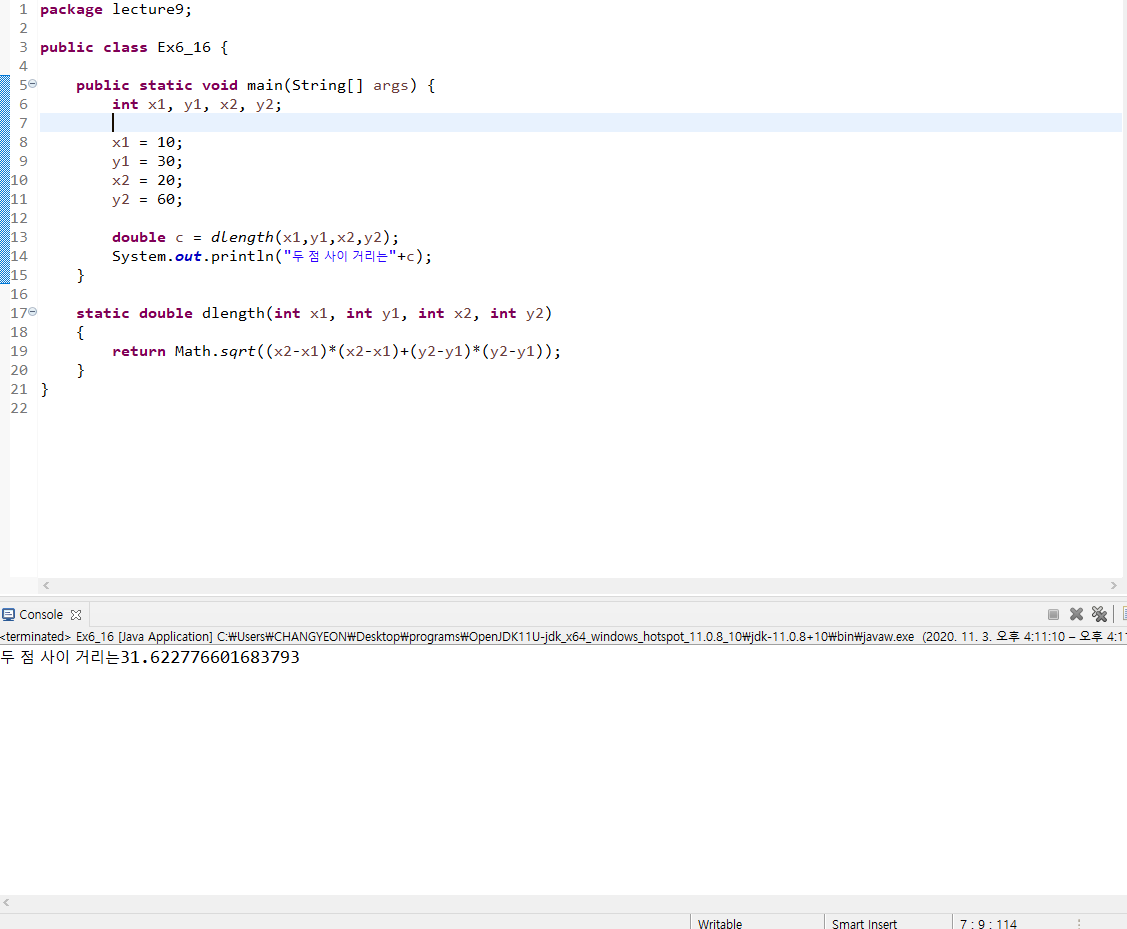 1 package lecture9;
2
3 public class Ex6_16 {
4
5 public static void main(String[] args) {
6 int x1, y1, x2, y2;
7
8 x1 = 10;
9 y1 = 30;
10 x2 = 20;
11 y2 = 60;
12
13 double c = dlength(x1,y1,x2,y2);
14 System.out.println("두 점 사이 거리는"+c);
15 }
16
17 static double dlength(int x1, int y1, int x2, int y2)
18 {
19 return Math.sqrt((x2-x1)*(x2-x1)+(y2-y1)*(y2-y1));
20 }
21 }
22
Console
<terminated> Ex6_16 [Java Application] C:₩Users₩CHANGYEON₩Desktop₩programs₩OpenJDK11U-jdk_x64_windows_hotspot_11.0.8_10₩jdk-11.0.8+10₩bin₩javaw.exe (2020. 11. 3. 오후 4:11:10 – 오후 4:11
두 점 사이 거리는31.622776601683793
Writable Smart Insert 7 : 9 : 114